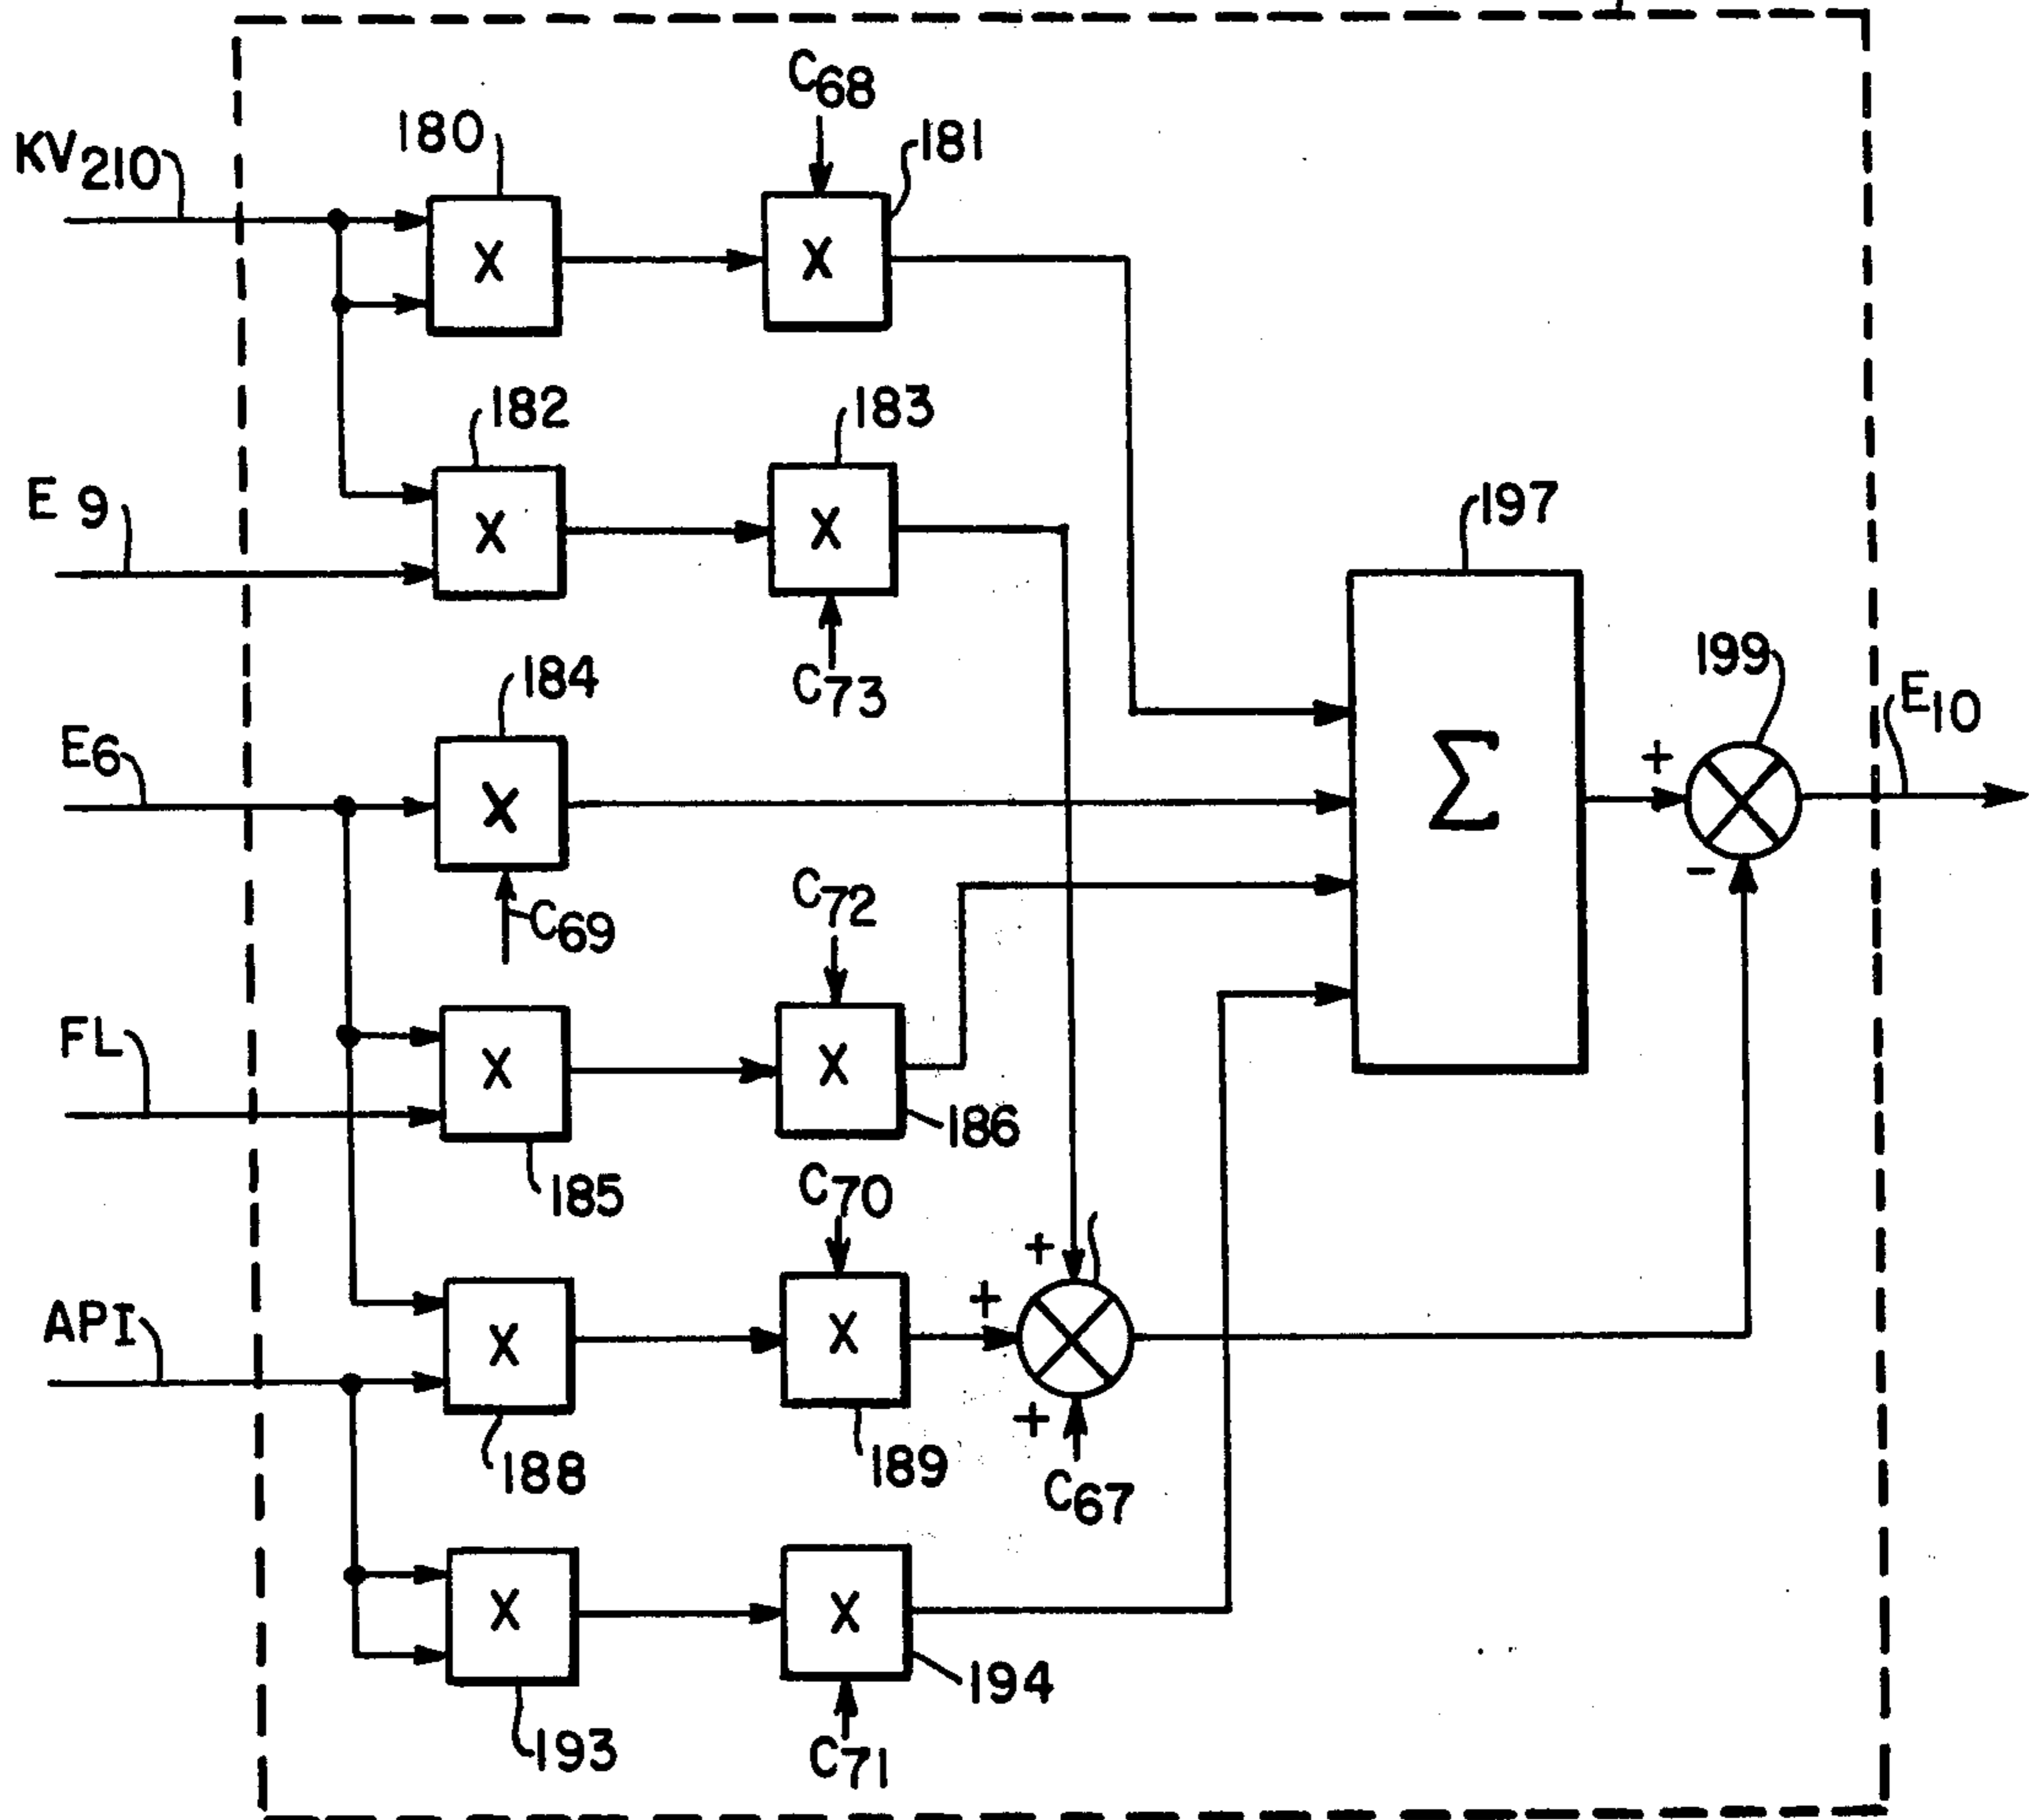 C68
180
181
KV210
X
X
182
183
E9
X
X
197
C73
184
199
E10
E6
X
Σ
+
-
C72
C69
FL
X
X
186
185
C70
+
API
+
X
X
188
189
+
C67
X
X
194
193
C71